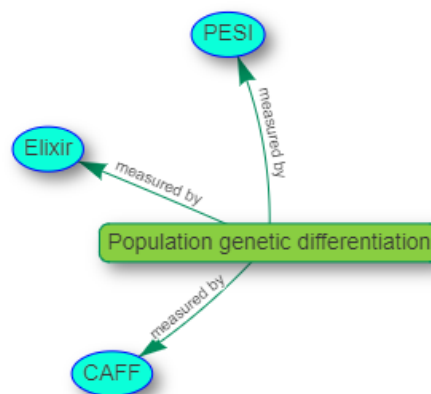 PESI
measured by
Elixir
measured by
Population genetic differentiation
measured by
CAFF